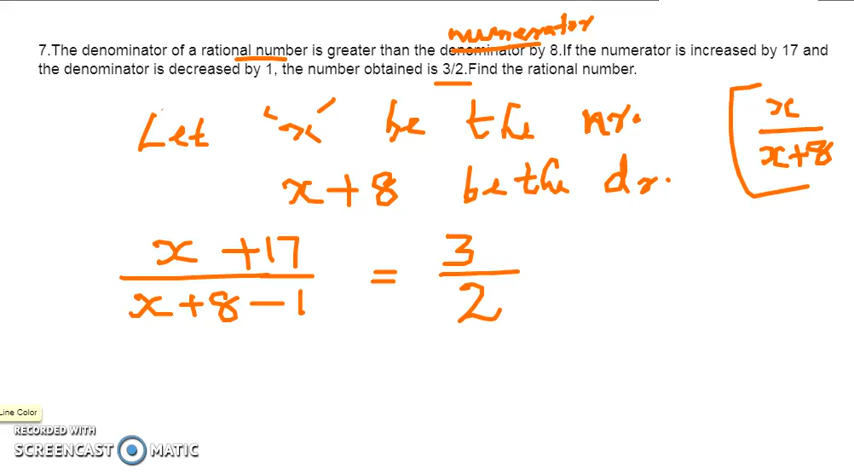 numerator
7.The denominator of a rational number is greater than the denominator by 8.If the numerator is increased by 17 and
the denominator is decreased by 1, the number obtained is 3/2.Find the rational number.
Let 'x' be the nr.
x
x+8
x+8 be the dr.
x +17
x+8-1
=
3
2
Line Color
RECORDED WITH
SCREENCAST MATIC